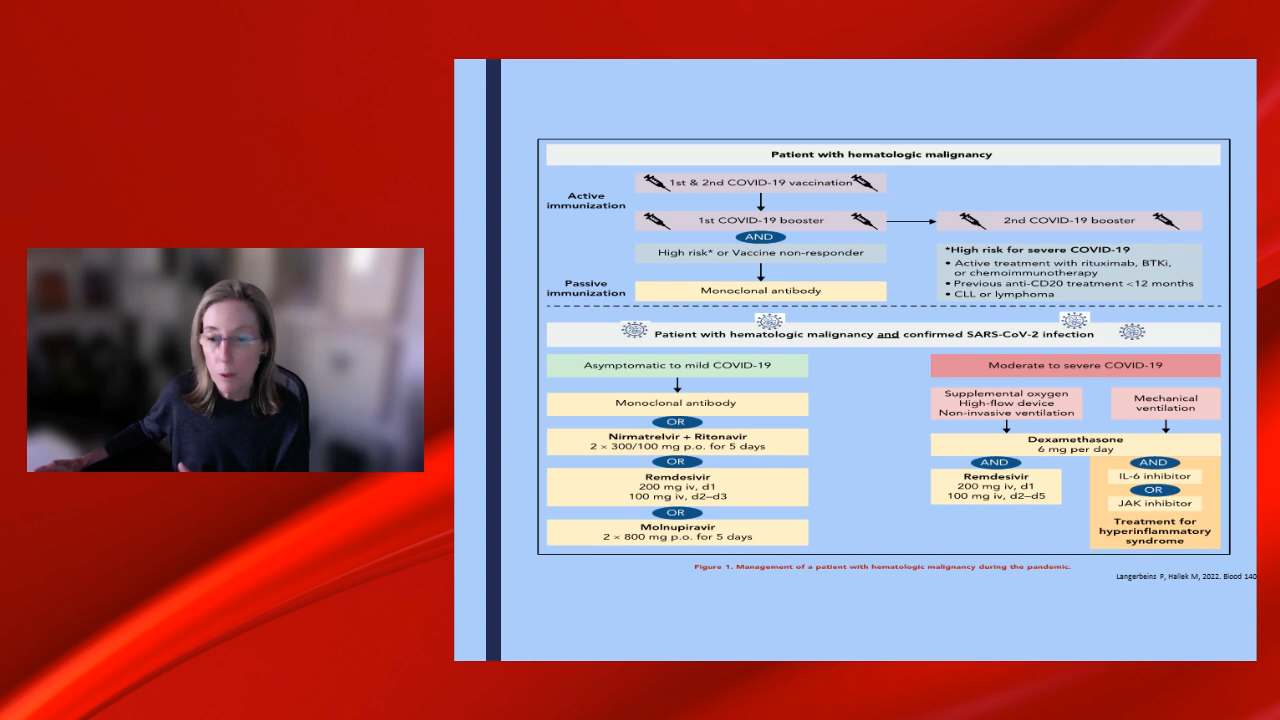 Patient with hematologic malignancy
Active
immunization
1st & 2nd COVID-19 vaccination
1st COVID-19 booster
2nd COVID-19 booster
AND
High risk* or Vaccine non-responder
*High risk for severe COVID-19
• Active treatment with rituximab, BTKi,
or chemoimmunotherapy
• Previous anti-CD20 treatment <12 months
• CLL or lymphoma
Passive
immunization
Monoclonal antibody
Patient with hematologic malignancy and confirmed SARS-CoV-2 infection
Asymptomatic to mild COVID-19
Monoclonal antibody
OR
Nirmatrelvir + Ritonavir
2 × 300/100 mg p.o. for 5 days
OR
Remdesivir
200 mg iv, d1
100 mg iv, d2–d3
OR
Molnupiravir
2 × 800 mg p.o. for 5 days
Moderate to severe COVID-19
Supplemental oxygen
High-flow device
Non-invasive ventilation
Mechanical
ventilation
Dexamethasone
6 mg per day
AND
Remdesivir
200 mg iv, d1
100 mg iv, d2–d5
AND
IL-6 inhibitor
OR
JAK inhibitor
Treatment for
hyperinflammatory
syndrome
Figure 1. Management of a patient with hematologic malignancy during the pandemic.
Langerbeins P, Hallek M, 2022. Blood 140